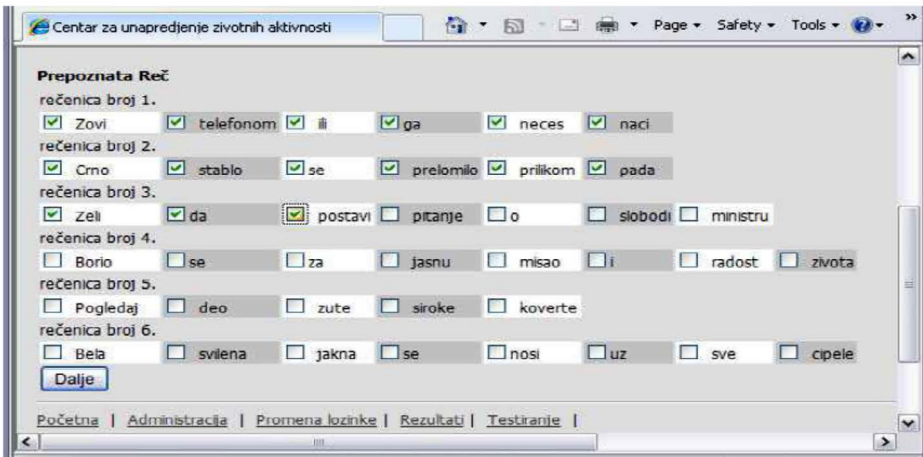 Centar za unapredjenje zivotnih aktivnosti Page Safety Tools »
Prepoznata Reč
rečenica broj 1.
Zovi telefonom ili ga neces naci
rečenica broj 2.
Crno stablo se prelomilo prilikom pada
rečenica broj 3.
Zeli da postavi pitanje o slobodi ministru
rečenica broj 4.
Borio se za jasnu misao i radost zivota
rečenica broj 5.
Pogledaj deo zute siroke koverte
rečenica broj 6.
Bela svilena jakna se nosi uz sve cipele
Dalje
Početna | Administracija | Promena lozinke | Rezultati | Testiranje |